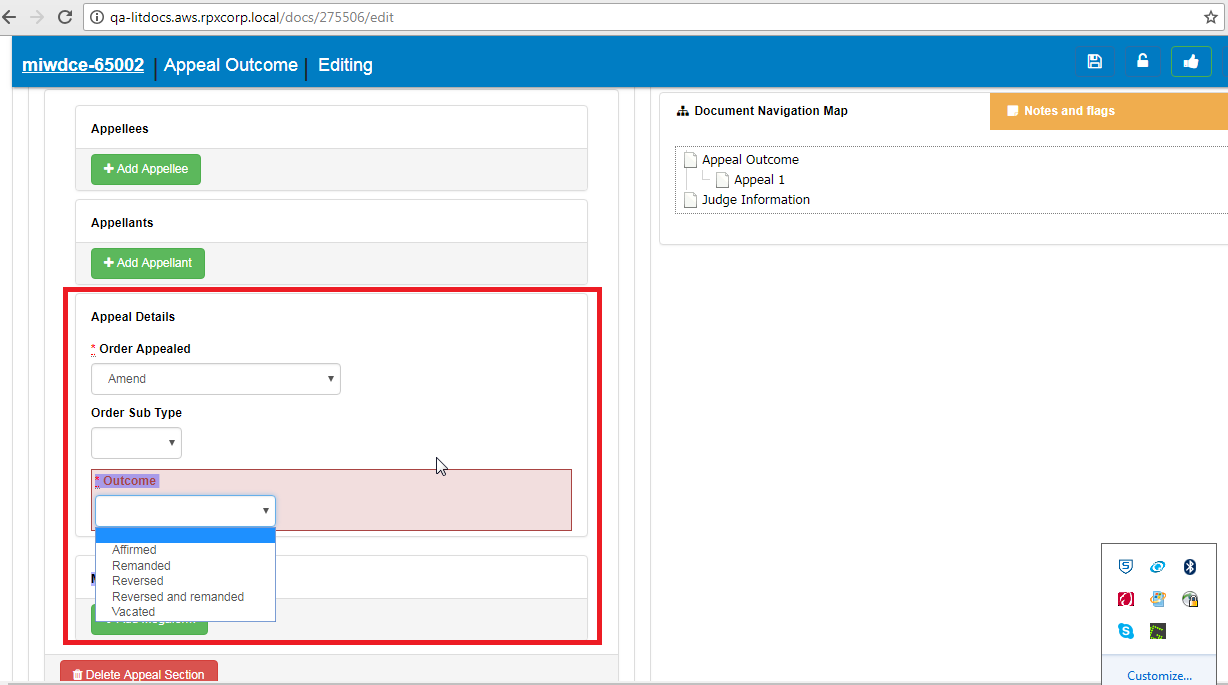 qa-litdocs.aws.rpxcorp.local/docs/275506/edit
miwdce-65002 | Appeal Outcome | Editing
Appellees
+ Add Appellee
Appellants
+ Add Appellant
Appeal Details
* Order Appealed
Amend
Order Sub Type
* Outcome
Affirmed
Remanded
Reversed
Reversed and remanded
Vacated
Delete Appeal Section
Document Navigation Map
Notes and flags
Appeal Outcome
Appeal 1
Judge Information
Customize...